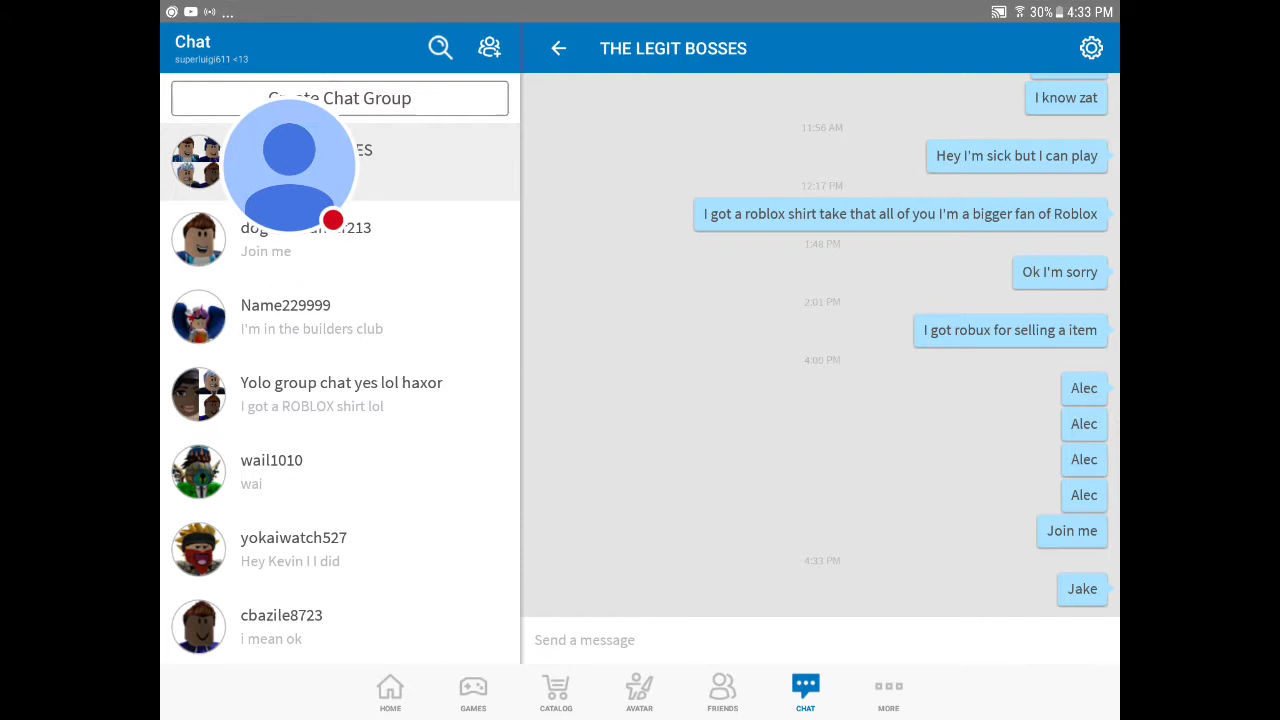 ... 30% 4:33 PM
Chat
superluigi611 <13
THE LEGIT BOSSES
Chat Group
ES
Join me
Name229999
I'm in the builders club
Yolo group chat yes lol haxor
I got a ROBLOX shirt lol
wail1010
wai
yokaiwatch527
Hey Kevin I I did
cbazile8723
i mean ok
I know zat
11:56 AM
Hey I'm sick but I can play
12:17 PM
I got a roblox shirt take that all of you I'm a bigger fan of Roblox
1:48 PM
Ok I'm sorry
2:01 PM
I got robux for selling a item
4:00 PM
Alec
Alec
Alec
Alec
Join me
4:33 PM
Jake
Send a message
HOME
GAMES
CATALOG
AVATAR
FRIENDS
CHAT
MORE